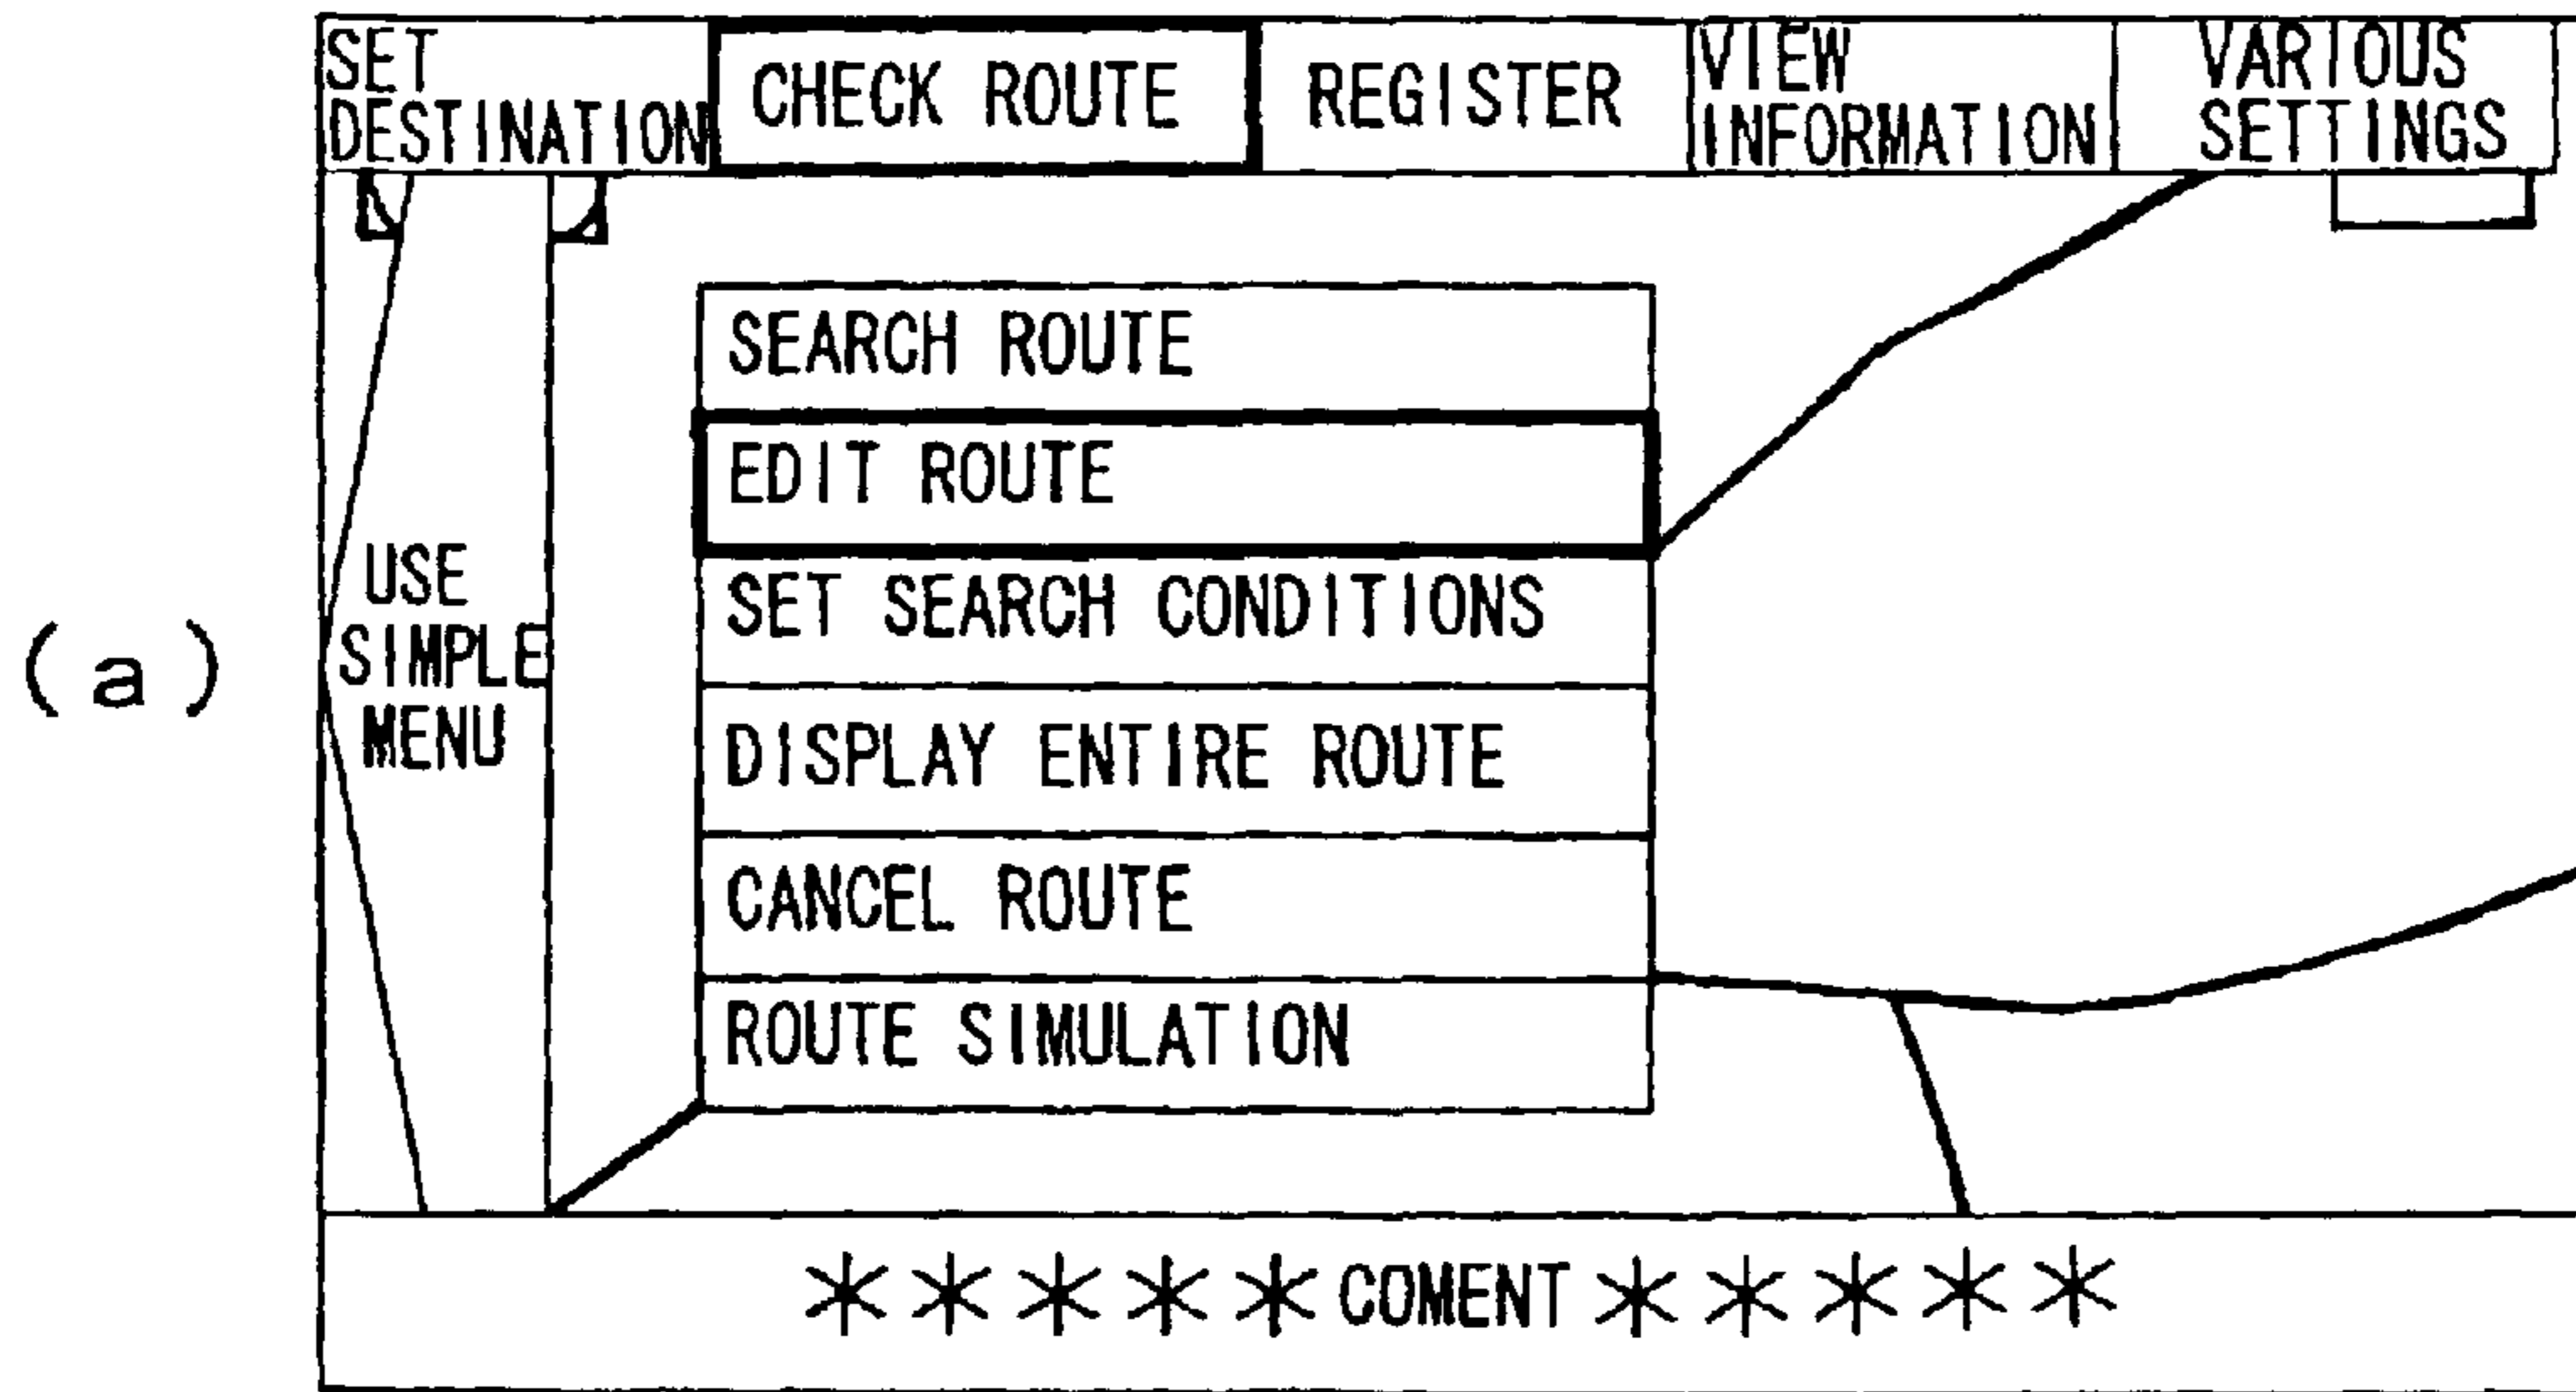 SET
DESTINATION
CHECK ROUTE
REGISTER
VIEW
INFORMATION
VARIOUS
SETTINGS
SEARCH ROUTE
EDIT ROUTE
SET SEARCH CONDITIONS
DISPLAY ENTIRE ROUTE
CANCEL ROUTE
ROUTE SIMULATION
USE
SIMPLE
MENU
(a)
*****COMENT*****